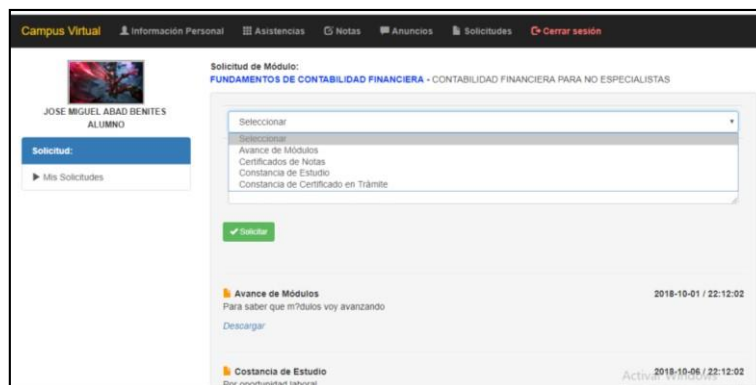 Campus Virtual Información Personal Asistencias Notas Anuncios Solicitudes Cerrar sesión
JOSE MIGUEL ABAD BENITES
ALUMNO
Solicitud:
Mis Solicitudes
Solicitud de Módulo:
FUNDAMENTOS DE CONTABILIDAD FINANCIERA - CONTABILIDAD FINANCIERA PARA NO ESPECIALISTAS
Seleccionar
Seleccionar
Avance de Módulos
Certificados de Notas
Constancia de Estudio
Constancia de Certificado en Trámite
Solicitar
Avance de Módulos 2018-10-01 / 22:12:02
Para saber que m?dulos voy avanzando
Descargar
Costancia de Estudio 2018-10-06 / 22:12:02
Por oportunidad laboral
Activar Windows